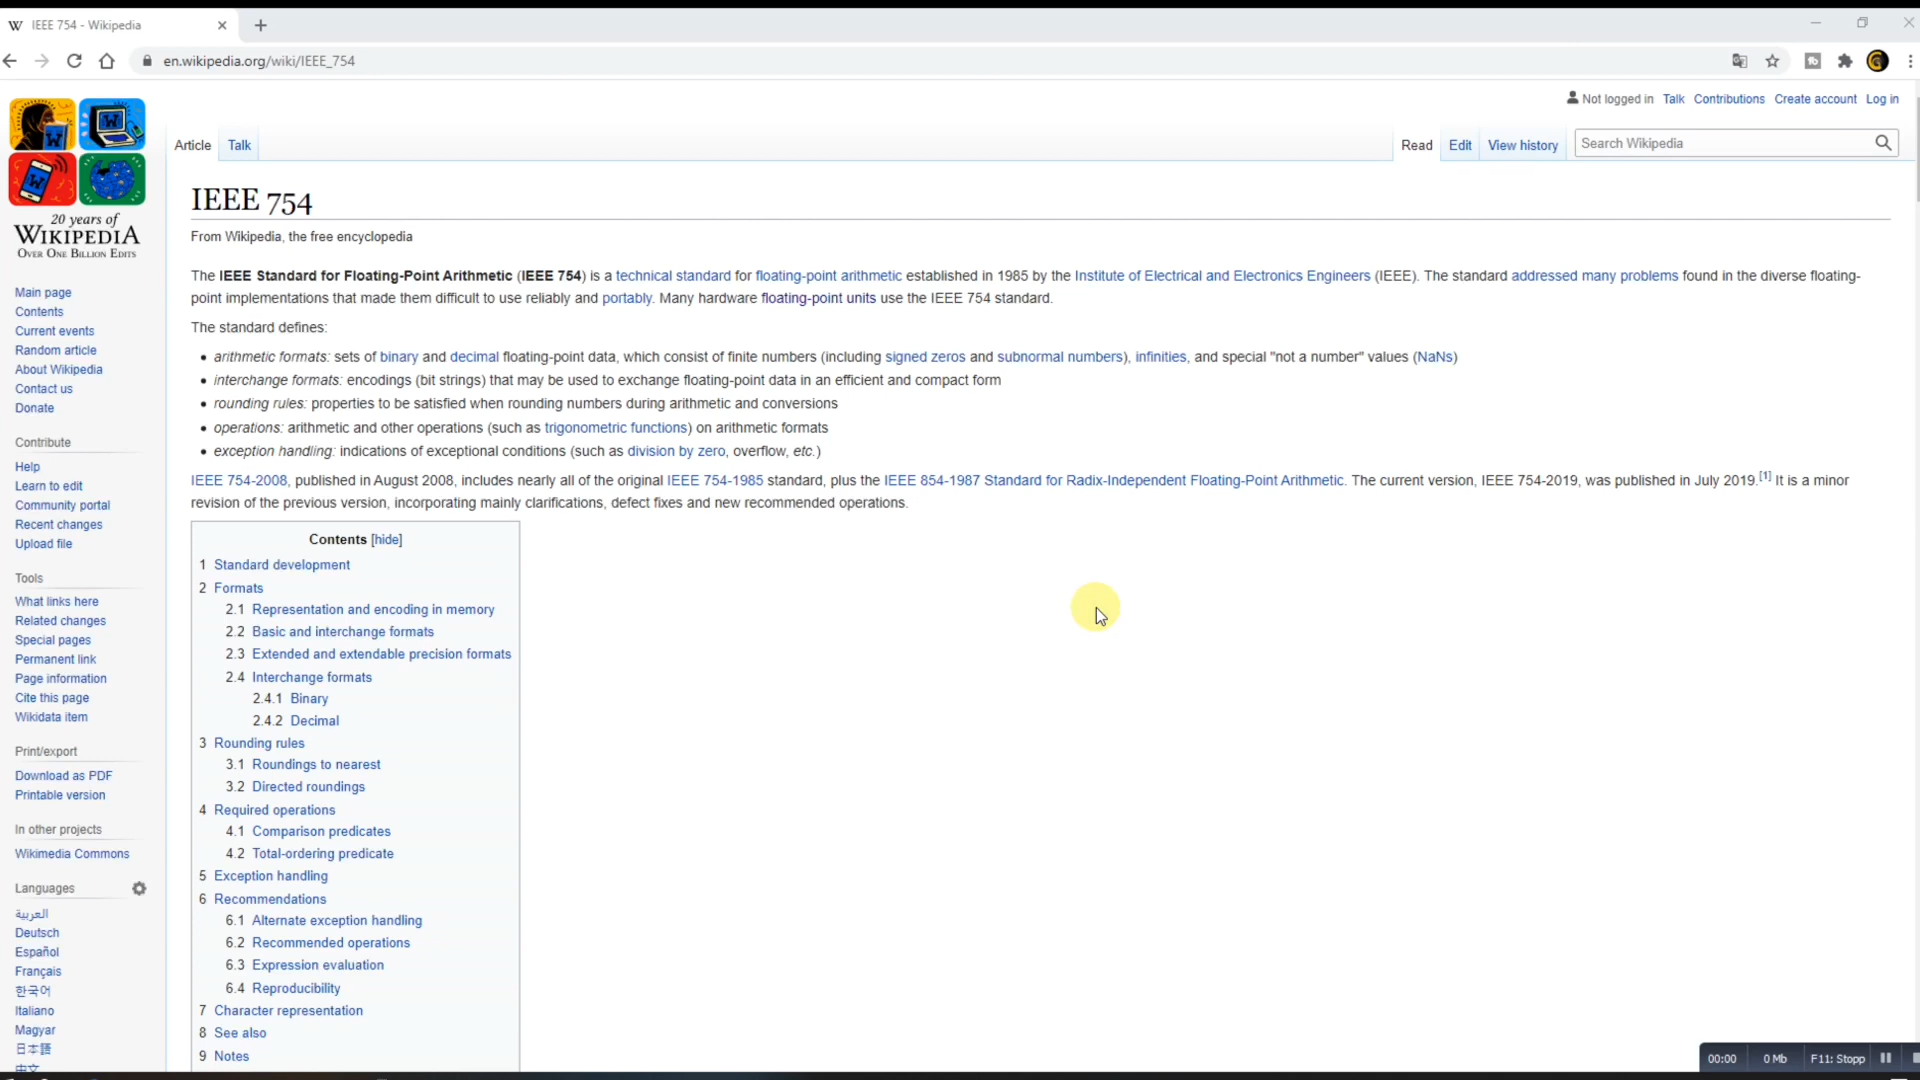 IEEE 754 - Wikipedia
en.wikipedia.org/wiki/IEEE_754
Not logged in Talk Contributions Create account Log in
Article Talk
Read Edit View history Search Wikipedia
20 years of
WIKIPEDIA
OVER ONE BILLION EDITS
Main page
Contents
Current events
Random article
About Wikipedia
Contact us
Donate
Contribute
Help
Learn to edit
Community portal
Recent changes
Upload file
Tools
What links here
Related changes
Special pages
Permanent link
Page information
Cite this page
Wikidata item
Print/export
Download as PDF
Printable version
In other projects
Wikimedia Commons
Languages
العربية
Deutsch
Español
Français
한국어
Italiano
Magyar
日本語
中文
IEEE 754
From Wikipedia, the free encyclopedia
The IEEE Standard for Floating-Point Arithmetic (IEEE 754) is a technical standard for floating-point arithmetic established in 1985 by the Institute of Electrical and Electronics Engineers (IEEE). The standard addressed many problems found in the diverse floating-
point implementations that made them difficult to use reliably and portably. Many hardware floating-point units use the IEEE 754 standard.
The standard defines:
• arithmetic formats: sets of binary and decimal floating-point data, which consist of finite numbers (including signed zeros and subnormal numbers), infinities, and special "not a number" values (NaNs)
• interchange formats: encodings (bit strings) that may be used to exchange floating-point data in an efficient and compact form
• rounding rules: properties to be satisfied when rounding numbers during arithmetic and conversions
• operations: arithmetic and other operations (such as trigonometric functions) on arithmetic formats
• exception handling: indications of exceptional conditions (such as division by zero, overflow, etc.)
IEEE 754-2008, published in August 2008, includes nearly all of the original IEEE 754-1985 standard, plus the IEEE 854-1987 Standard for Radix-Independent Floating-Point Arithmetic. The current version, IEEE 754-2019, was published in July 2019.[1] It is a minor
revision of the previous version, incorporating mainly clarifications, defect fixes and new recommended operations.
Contents [hide]
1 Standard development
2 Formats
2.1 Representation and encoding in memory
2.2 Basic and interchange formats
2.3 Extended and extendable precision formats
2.4 Interchange formats
2.4.1 Binary
2.4.2 Decimal
3 Rounding rules
3.1 Roundings to nearest
3.2 Directed roundings
4 Required operations
4.1 Comparison predicates
4.2 Total-ordering predicate
5 Exception handling
6 Recommendations
6.1 Alternate exception handling
6.2 Recommended operations
6.3 Expression evaluation
6.4 Reproducibility
7 Character representation
8 See also
9 Notes
00:00 0 Mb F11: Stopp